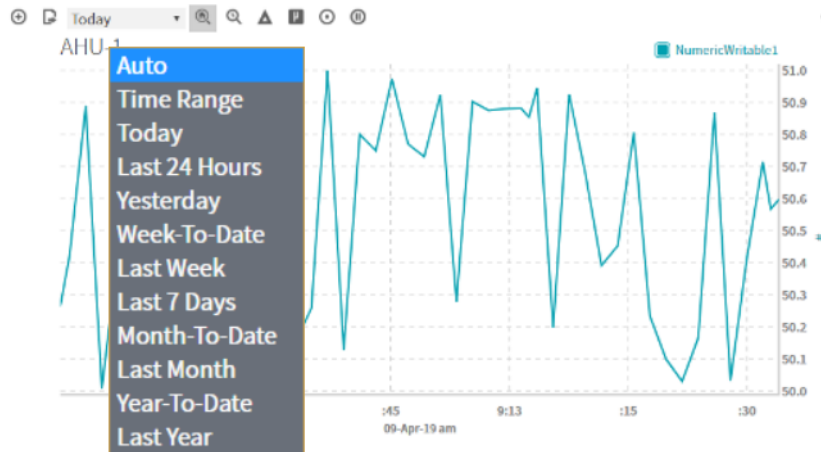 Today
AHU-1
NumericWritable1
Auto
Time Range
Today
Last 24 Hours
Yesterday
Week-To-Date
Last Week
Last 7 Days
Month-To-Date
Last Month
Year-To-Date
Last Year
51.0
50.9
50.8
50.7
50.6
50.5
50.4
50.3
50.2
50.1
50.0
:45
9:13
:15
:30
09-Apr-19 am